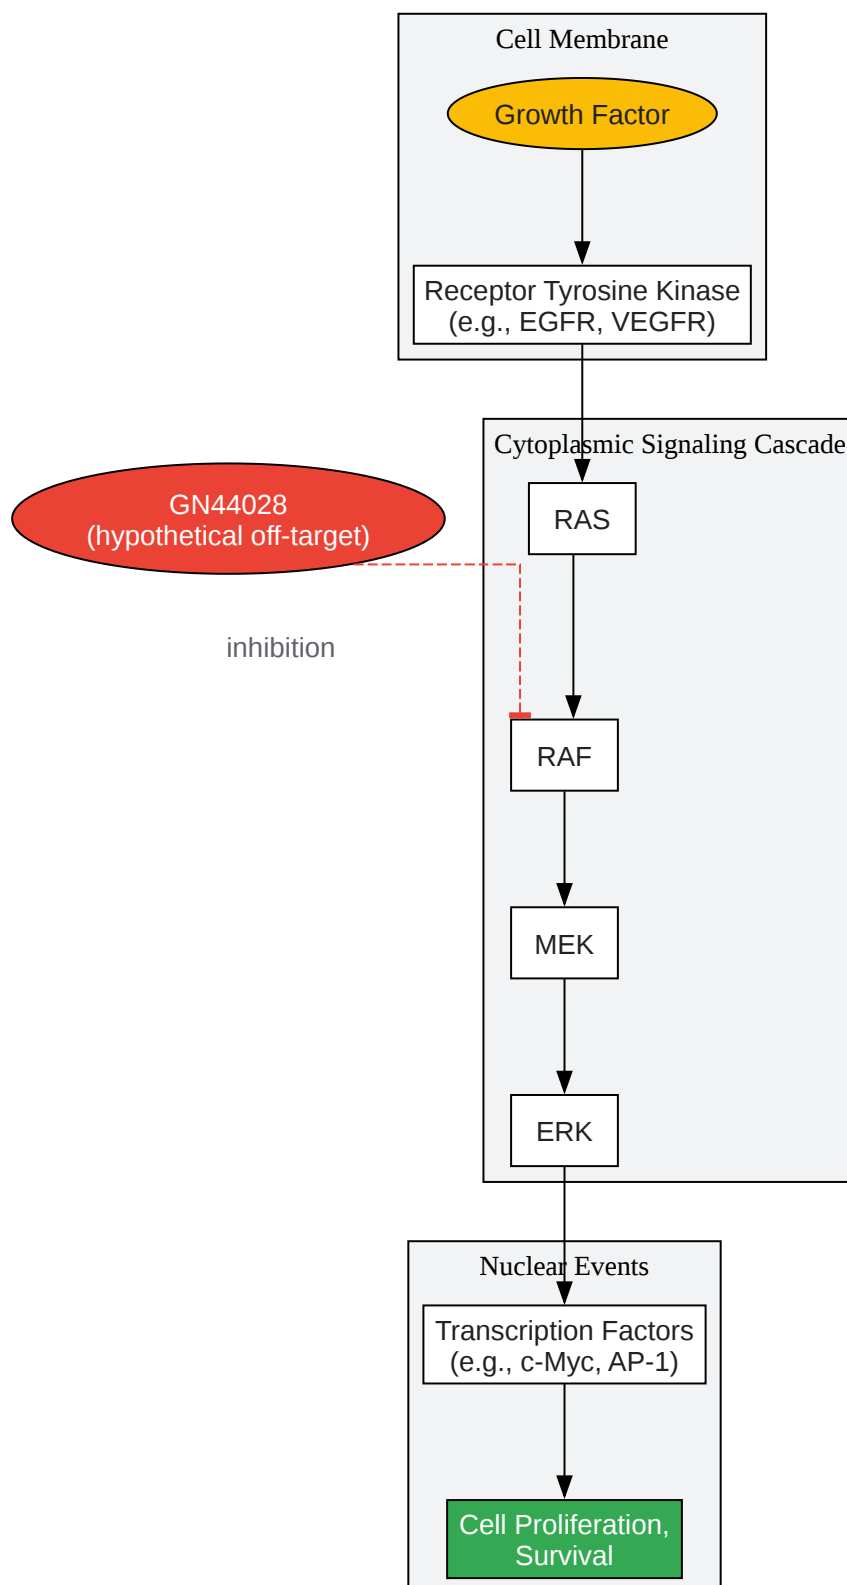 Cell Membrane
Growth Factor
Receptor Tyrosine Kinase
(e.g., EGFR, VEGFR)
Cytoplasmic Signaling Cascade
GN44028
(hypothetical off-target)
RAS
inhibition
RAF
MEK
ERK
Nuclear Events
Transcription Factors
(e.g., c-Myc, AP-1)
Cell Proliferation,
Survival